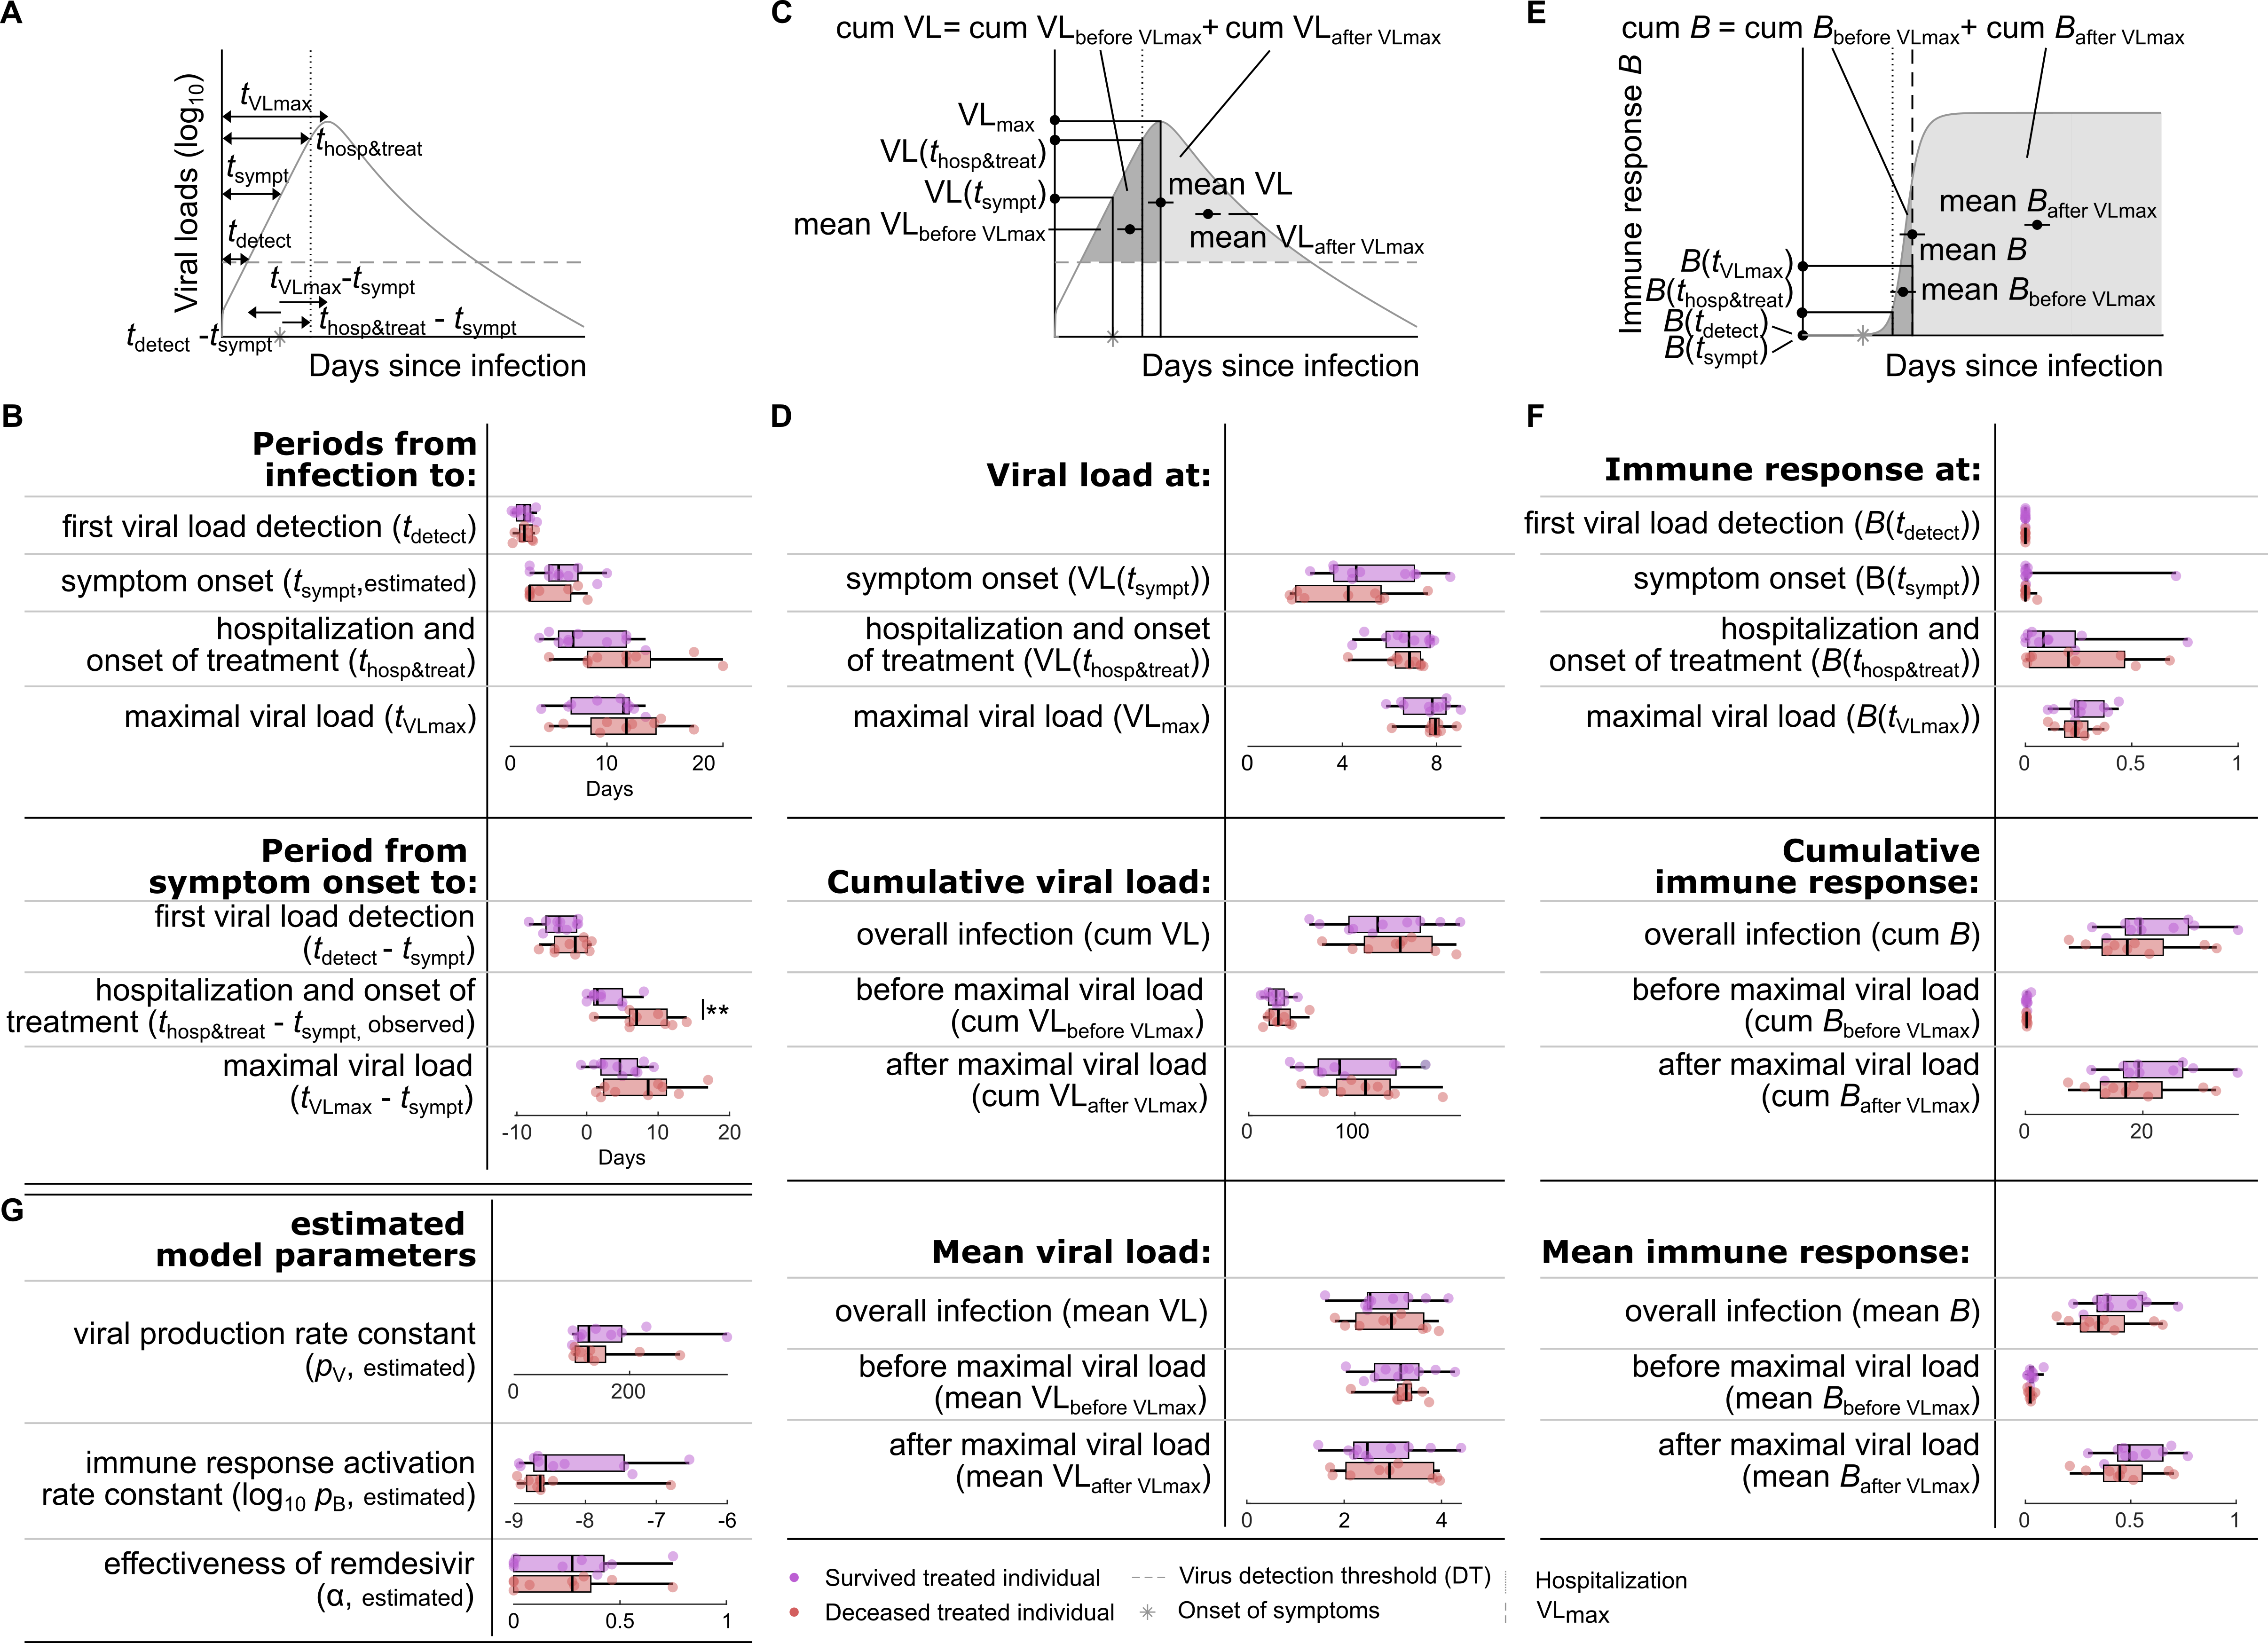 A
Viral loads (log10)
tVLmax
thosp&treat
tsympt
tdetect
tVLmax-tsympt
thosp&treat - tsympt
tdetect -tsympt
Days since infection
C
cum VL= cum VLbefore VLmax+ cum VLafter VLmax
VLmax
VL(thosp&treat)
VL(tsympt)
mean VL
mean VLbefore VLmax
mean VLafter VLmax
Days since infection
E
cum B = cum Bbefore VLmax+ cum Bafter VLmax
Immune response B
mean Bafter VLmax
mean B
B(tVLmax)
B(thosp&treat)
mean Bbefore VLmax
B(tdetect)
B(tsympt)
Days since infection
B
Periods from
infection to:
first viral load detection (tdetect)
symptom onset (tsympt,estimated)
hospitalization and
onset of treatment (thosp&treat)
maximal viral load (tVLmax)
0 10 20
Days
Period from
symptom onset to:
first viral load detection
(tdetect - tsympt)
hospitalization and onset of
treatment (thosp&treat - tsympt, observed)
**
maximal viral load
(tVLmax - tsympt)
-10 0 10 20
Days
D
Viral load at:
symptom onset (VL(tsympt))
hospitalization and onset
of treatment (VL(thosp&treat))
maximal viral load (VLmax)
0 4 8
Cumulative viral load:
overall infection (cum VL)
before maximal viral load
(cum VLbefore VLmax)
after maximal viral load
(cum VLafter VLmax)
0 100
Mean viral load:
overall infection (mean VL)
before maximal viral load
(mean VLbefore VLmax)
after maximal viral load
(mean VLafter VLmax)
0 2 4
F
Immune response at:
first viral load detection (B(tdetect))
symptom onset (B(tsympt))
hospitalization and
onset of treatment (B(thosp&treat))
maximal viral load (B(tVLmax))
0 0.5 1
Cumulative
immune response:
overall infection (cum B)
before maximal viral load
(cum Bbefore VLmax)
after maximal viral load
(cum Bafter VLmax)
0 20
Mean immune response:
overall infection (mean B)
before maximal viral load
(mean Bbefore VLmax)
after maximal viral load
(mean Bafter VLmax)
0 0.5 1
G
estimated
model parameters
viral production rate constant
(pV, estimated)
0 200
immune response activation
rate constant (log10 pB, estimated)
-9 -8 -7 -6
effectiveness of remdesivir
(α, estimated)
0 0.5 1
Survived treated individual
Deceased treated individual
Virus detection threshold (DT)
Onset of symptoms
Hospitalization
VLmax